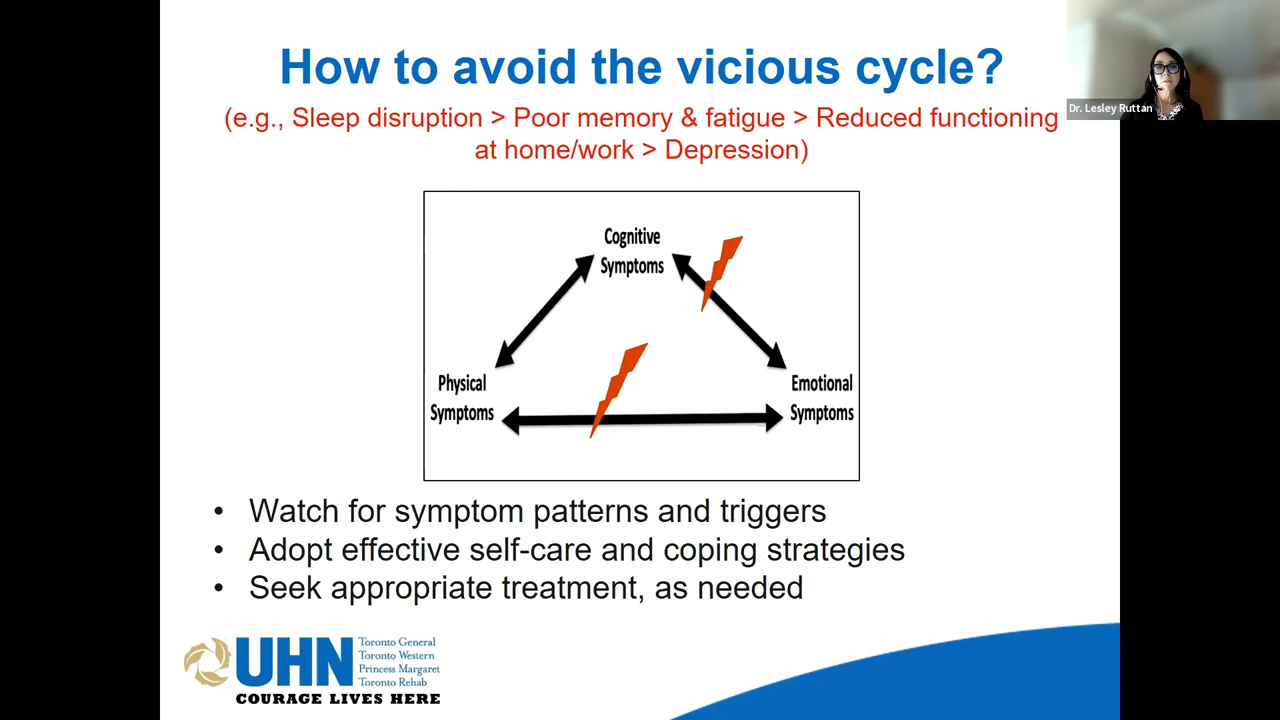 How to avoid the vicious cycle?
(e.g., Sleep disruption > Poor memory & fatigue > Reduced functioning
at home/work > Depression)
Dr. Lesley Ruttan
Cognitive
Symptoms
Physical
Symptoms
Emotional
Symptoms
• Watch for symptom patterns and triggers
• Adopt effective self-care and coping strategies
• Seek appropriate treatment, as needed
UHN
Toronto General
Toronto Western
Princess Margaret
Toronto Rehab
COURAGE LIVES HERE